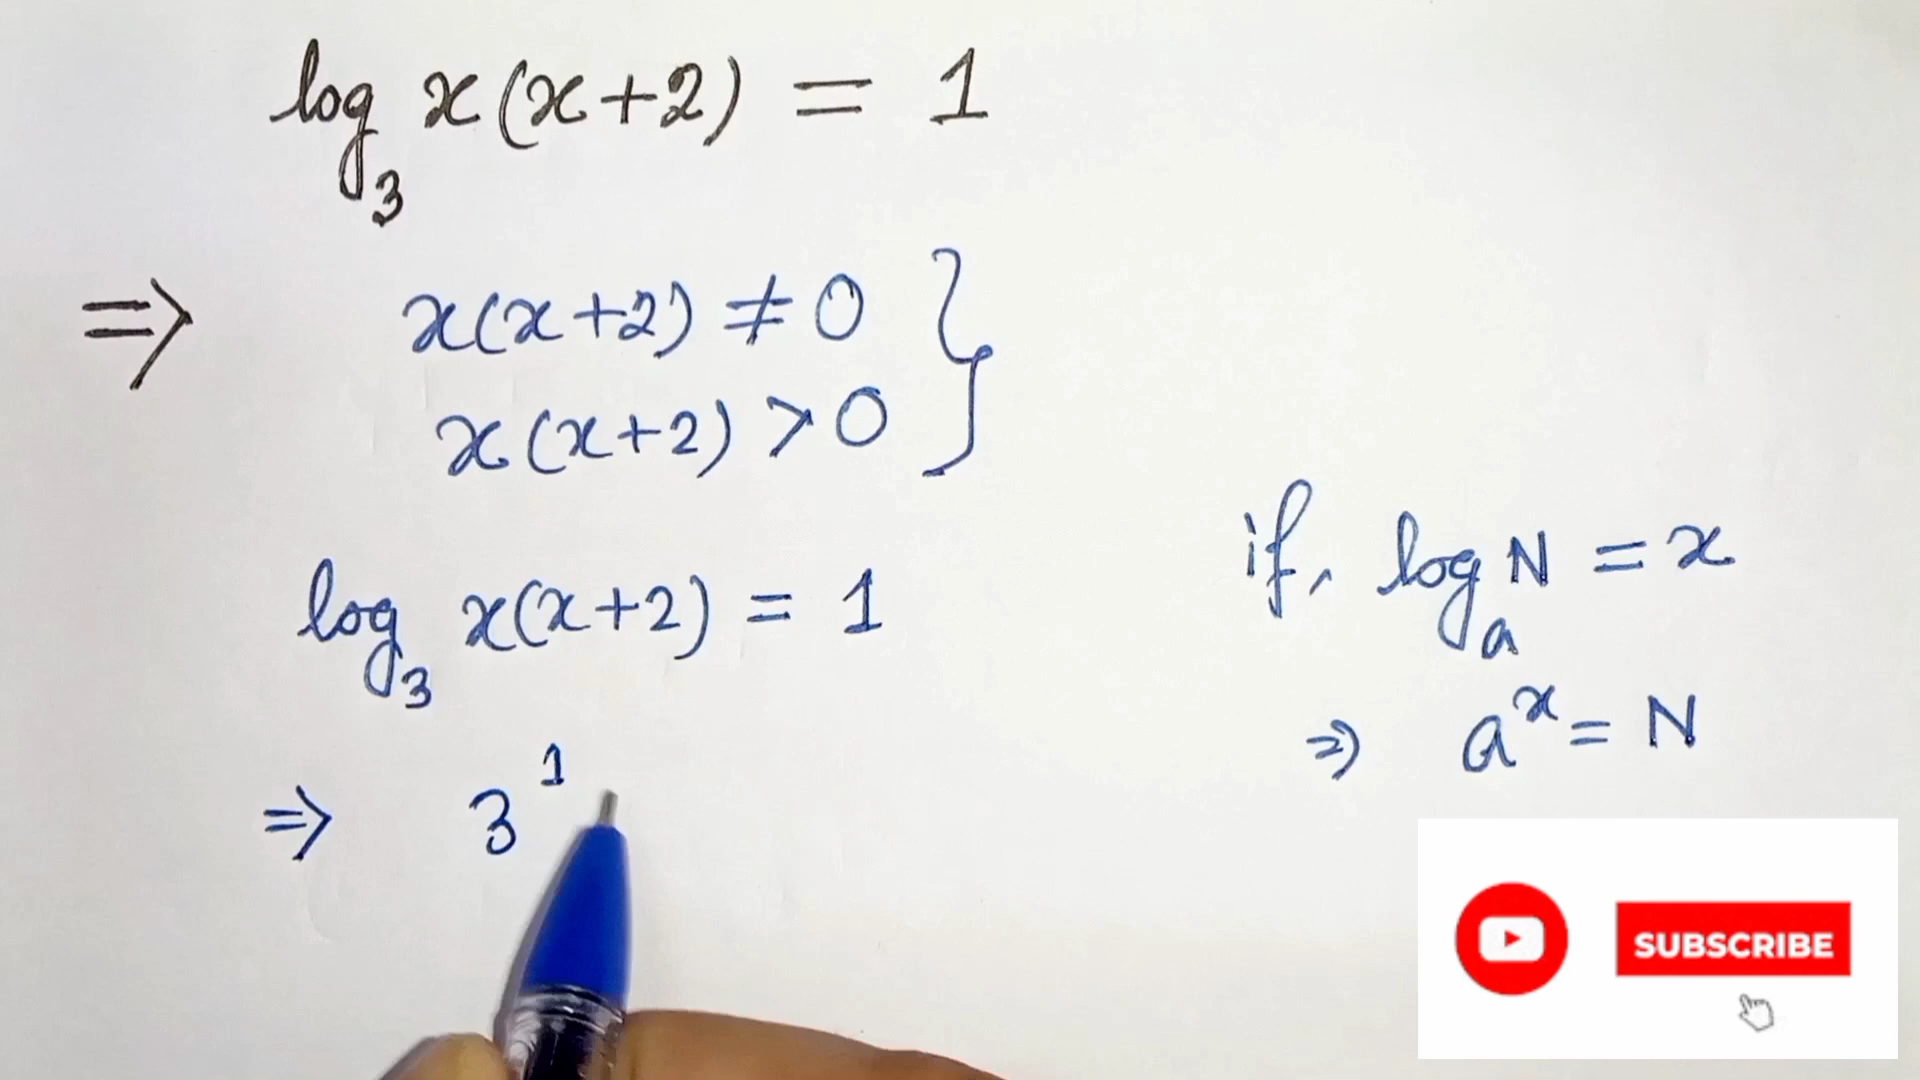 log₃ x(x+2) = 1
⇒ x(x+2) ≠ 0
x(x+2) > 0
log₃ x(x+2) = 1
⇒ 3¹
if, logₐ N = x
⇒ aˣ = N
SUBSCRIBE